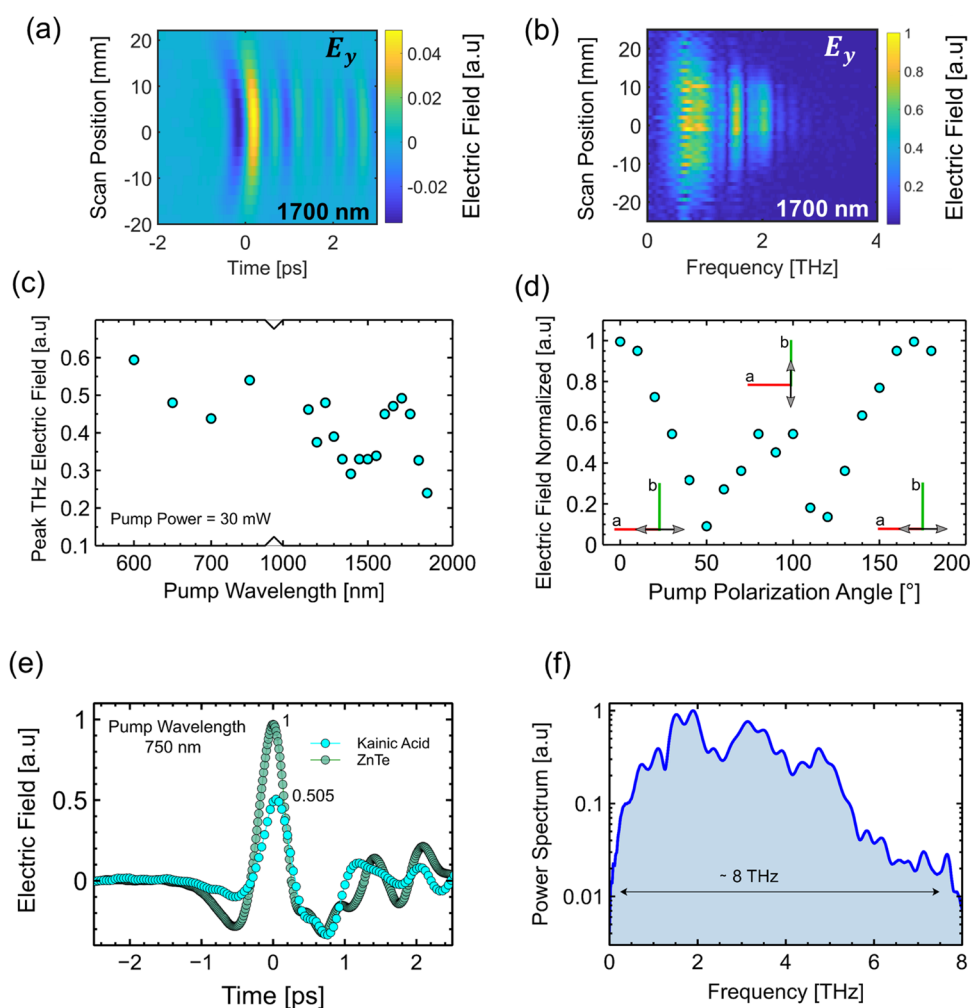 (a)
E_y
1700 nm
Scan Position [mm]
20
10
0
-10
-20
-2
0
2
Time [ps]
0.04
0.02
0
-0.02
Electric Field [a.u]
(b)
E_y
1700 nm
Scan Position [mm]
20
10
0
-10
-20
0
2
4
Frequency [THz]
1
0.8
0.6
0.4
0.2
Electric Field [a.u]
(c)
Peak THz Electric Field [a.u]
0.6
0.5
0.4
0.3
0.2
0.1
Pump Power = 30 mW
600
700
1000
1500
2000
Pump Wavelength [nm]
(d)
Electric Field Normalized [a.u]
1
0.8
0.6
0.4
0.2
0
b
a
b
a
b
a
0
50
100
150
200
Pump Polarization Angle [°]
(e)
Electric Field [a.u]
1
0.5
0
Pump Wavelength
750 nm
1
Kainic Acid
ZnTe
0.505
−2
−1
0
1
2
Time [ps]
(f)
Power Spectrum [a.u]
1
0.1
0.01
~ 8 THz
0
2
4
6
8
Frequency [THz]